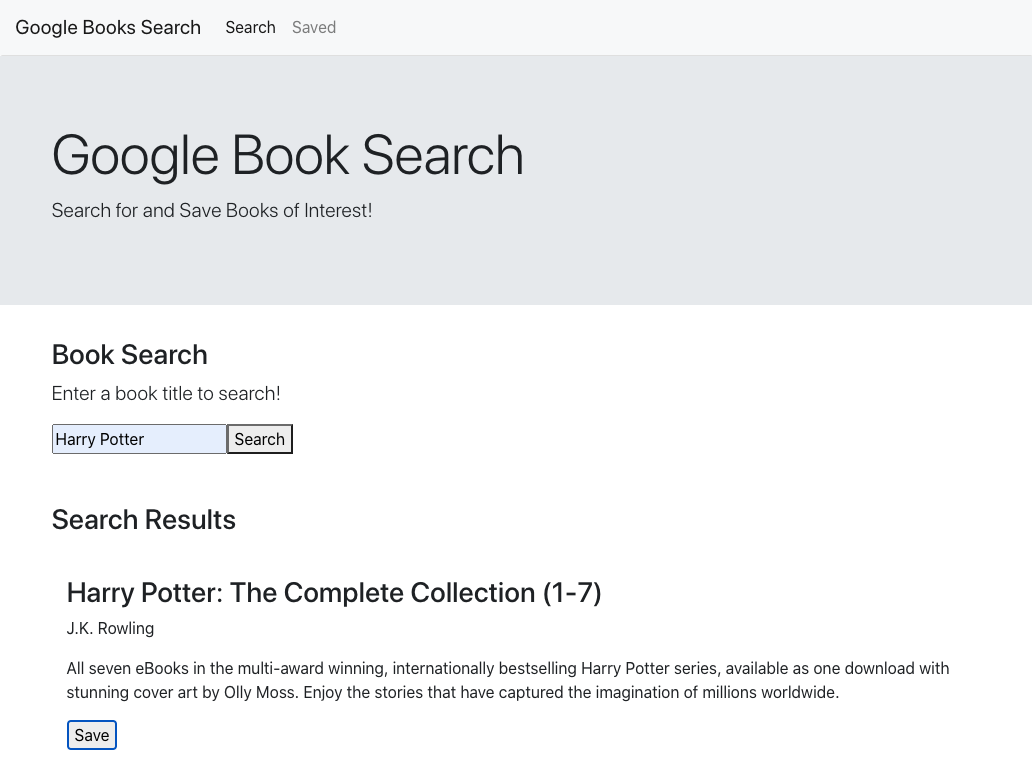 Google Books Search Search Saved
Google Book Search
Search for and Save Books of Interest!
Book Search
Enter a book title to search!
Harry Potter Search
Search Results
Harry Potter: The Complete Collection (1-7)
J.K. Rowling
All seven eBooks in the multi-award winning, internationally bestselling Harry Potter series, available as one download with
stunning cover art by Olly Moss. Enjoy the stories that have captured the imagination of millions worldwide.
Save